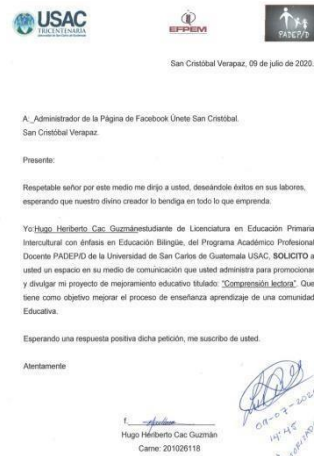 USAC
TRICENTENARIA
EFPEM
PADEP/D
San Cristóbal Verapaz, 09 de julio de 2020.
A:_Administrador de la Página de Facebook Únete San Cristóbal.
San Cristóbal Verapaz.
Presente:
Respetable señor por este medio me dirijo a usted, deseándole éxitos en sus labores,
esperando que nuestro divino creador lo bendiga en todo lo que emprenda.
Yo:Hugo Heriberto Cac Guzmánestudiante de Licenciatura en Educación Primaria
Intercultural con énfasis en Educación Bilingüe, del Programa Académico Profesional
Docente PADEP/D de la Universidad de San Carlos de Guatemala USAC, SOLICITO a
usted un espacio en su medio de comunicación que usted administra para promocionar
y divulgar mi proyecto de mejoramiento educativo titulado: "Comprensión lectora". Que
tiene como objetivo mejorar el proceso de enseñanza aprendizaje de una comunidad
Educativa.
Esperando una respuesta positiva dicha petición, me suscribo de usted.
Atentamente
09-07-2020
14:45
f.
Hugo Heriberto Cac Guzmán
Carne: 201026118